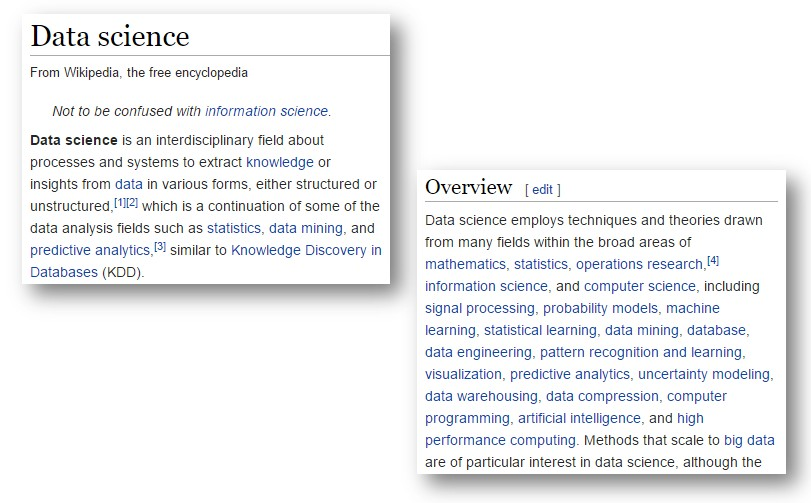 Data science
From Wikipedia, the free encyclopedia
Not to be confused with information science.
Data science is an interdisciplinary field about
processes and systems to extract knowledge or
insights from data in various forms, either structured or
unstructured,[1][2] which is a continuation of some of the
data analysis fields such as statistics, data mining, and
predictive analytics,[3] similar to Knowledge Discovery in
Databases (KDD).
Overview [ edit ]
Data science employs techniques and theories drawn
from many fields within the broad areas of
mathematics, statistics, operations research,[4]
information science, and computer science, including
signal processing, probability models, machine
learning, statistical learning, data mining, database,
data engineering, pattern recognition and learning,
visualization, predictive analytics, uncertainty modeling,
data warehousing, data compression, computer
programming, artificial intelligence, and high
performance computing. Methods that scale to big data
are of particular interest in data science, although the